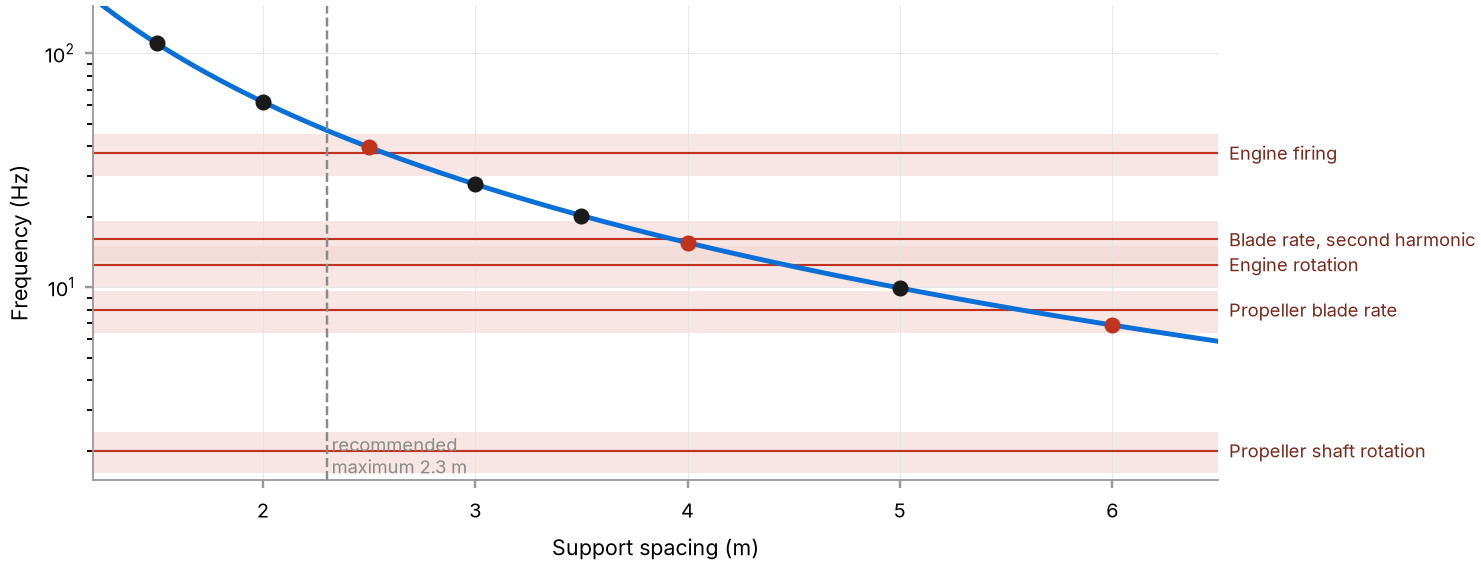 10²
10¹
Frequency (Hz)
Engine firing
Blade rate, second harmonic
Engine rotation
Propeller blade rate
Propeller shaft rotation
recommended
maximum 2.3 m
2
3
4
5
6
Support spacing (m)